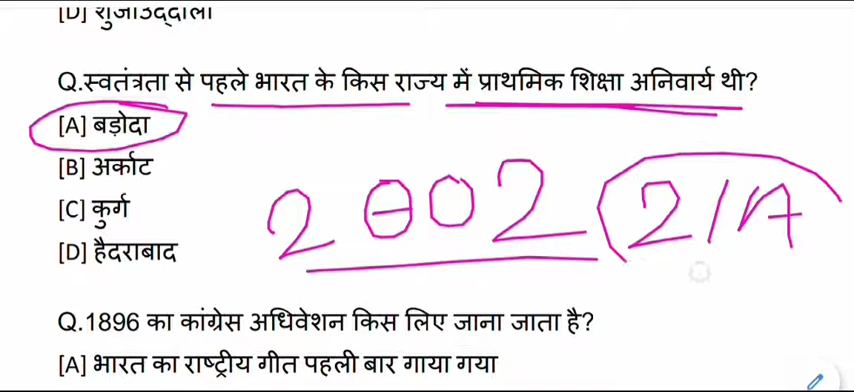 [D] शुजाउद्दौला
Q.स्वतंत्रता से पहले भारत के किस राज्य में प्राथमिक शिक्षा अनिवार्य थी?
[A] बड़ोदा
[B] अर्काट
[C] कुर्ग
[D] हैदराबाद
2002 (21A
Q.1896 का कांग्रेस अधिवेशन किस लिए जाना जाता है?
[A] भारत का राष्ट्रीय गीत पहली बार गाया गया